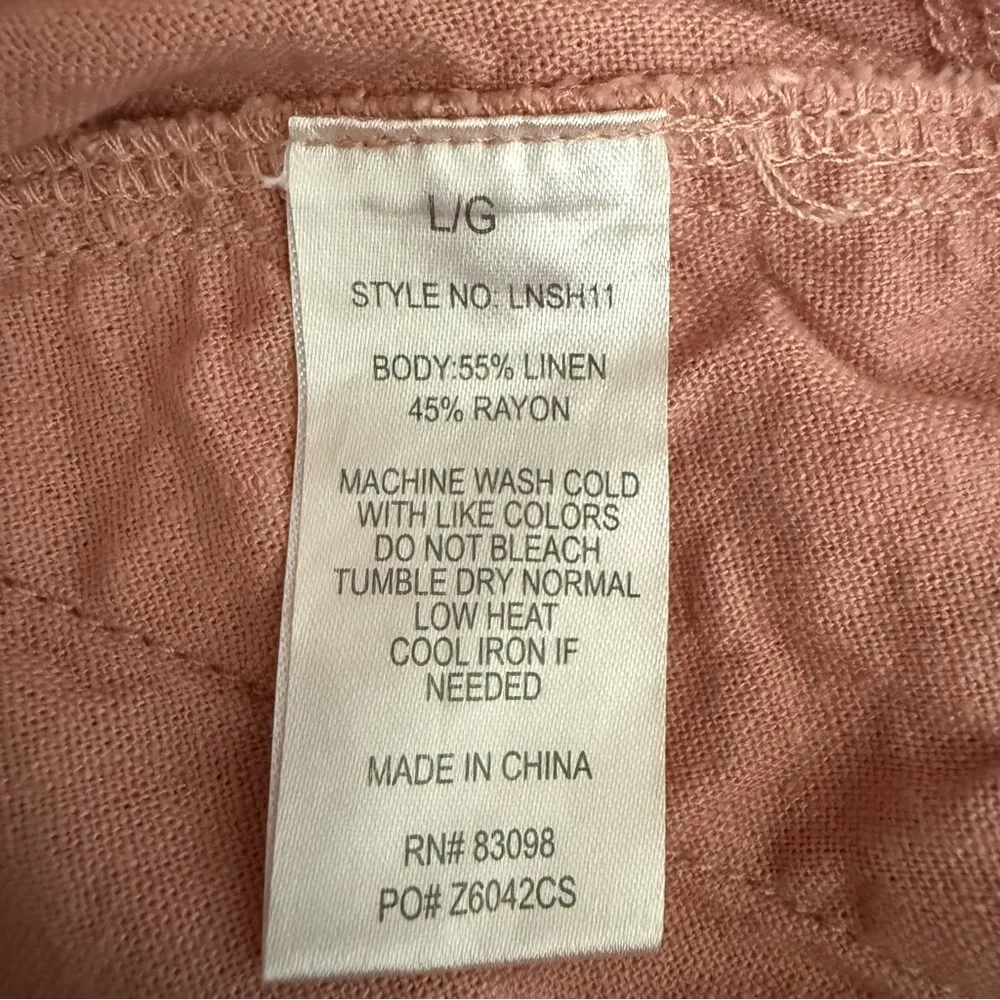 L/G
STYLE NO: LNSH11
BODY:55% LINEN
45% RAYON
MACHINE WASH COLD
WITH LIKE COLORS
DO NOT BLEACH
TUMBLE DRY NORMAL
LOW HEAT
COOL IRON IF
NEEDED
MADE IN CHINA
RN# 83098
PO# Z6042CS